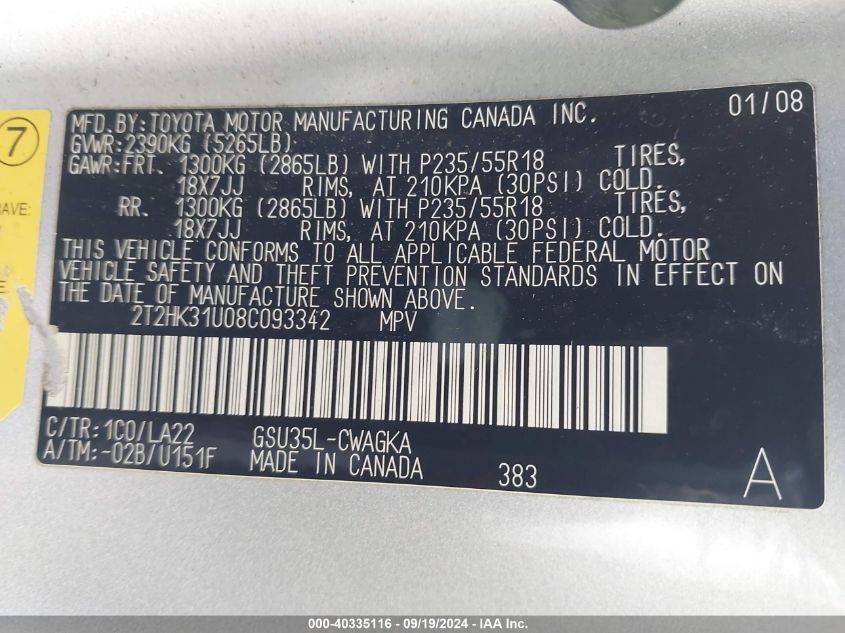 MFD. BY: TOYOTA MOTOR MANUFACTURING CANADA INC. 01/08
GVWR: 2390KG (5265LB)
GAWR: FRT. 1300KG (2865LB) WITH P235/55R18 TIRES,
18X7JJ RIMS, AT 210KPA (30PSI) COLD.
RR. 1300KG (2865LB) WITH P235/55R18 TIRES,
18X7JJ RIMS, AT 210KPA (30PSI) COLD.
THIS VEHICLE CONFORMS TO ALL APPLICABLE FEDERAL MOTOR
VEHICLE SAFETY AND THEFT PREVENTION STANDARDS IN EFFECT ON
THE DATE OF MANUFACTURE SHOWN ABOVE.
2T2HK31U08C093342 MPV
C/TR: 1C0/LA22 GSU35L-CWAGKA
A/TM: -02B/U151F MADE IN CANADA 383 A
7
RAVE:
000-40335116 - 09/19/2024 - IAA Inc.